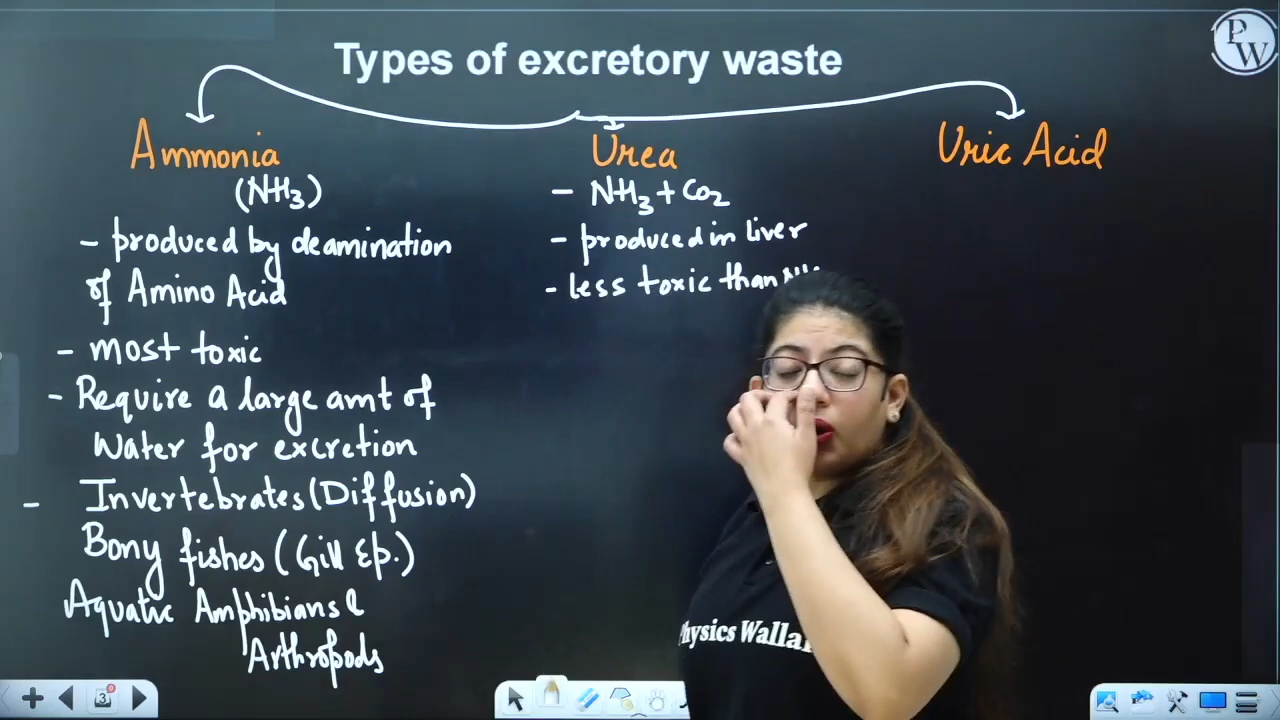 Types of excretory waste
PW
Ammonia
(NH3)
- produced by deamination
of Amino Acid
- most toxic
- Require a large amt of
Water for excretion
- Invertebrates (Diffusion)
Bony fishes (Gill Ep.)
Aquatic Amphibians &
Arthropods
Urea
- NH3 + CO2
- produced in liver
- less toxic than
Uric Acid
Physics
3